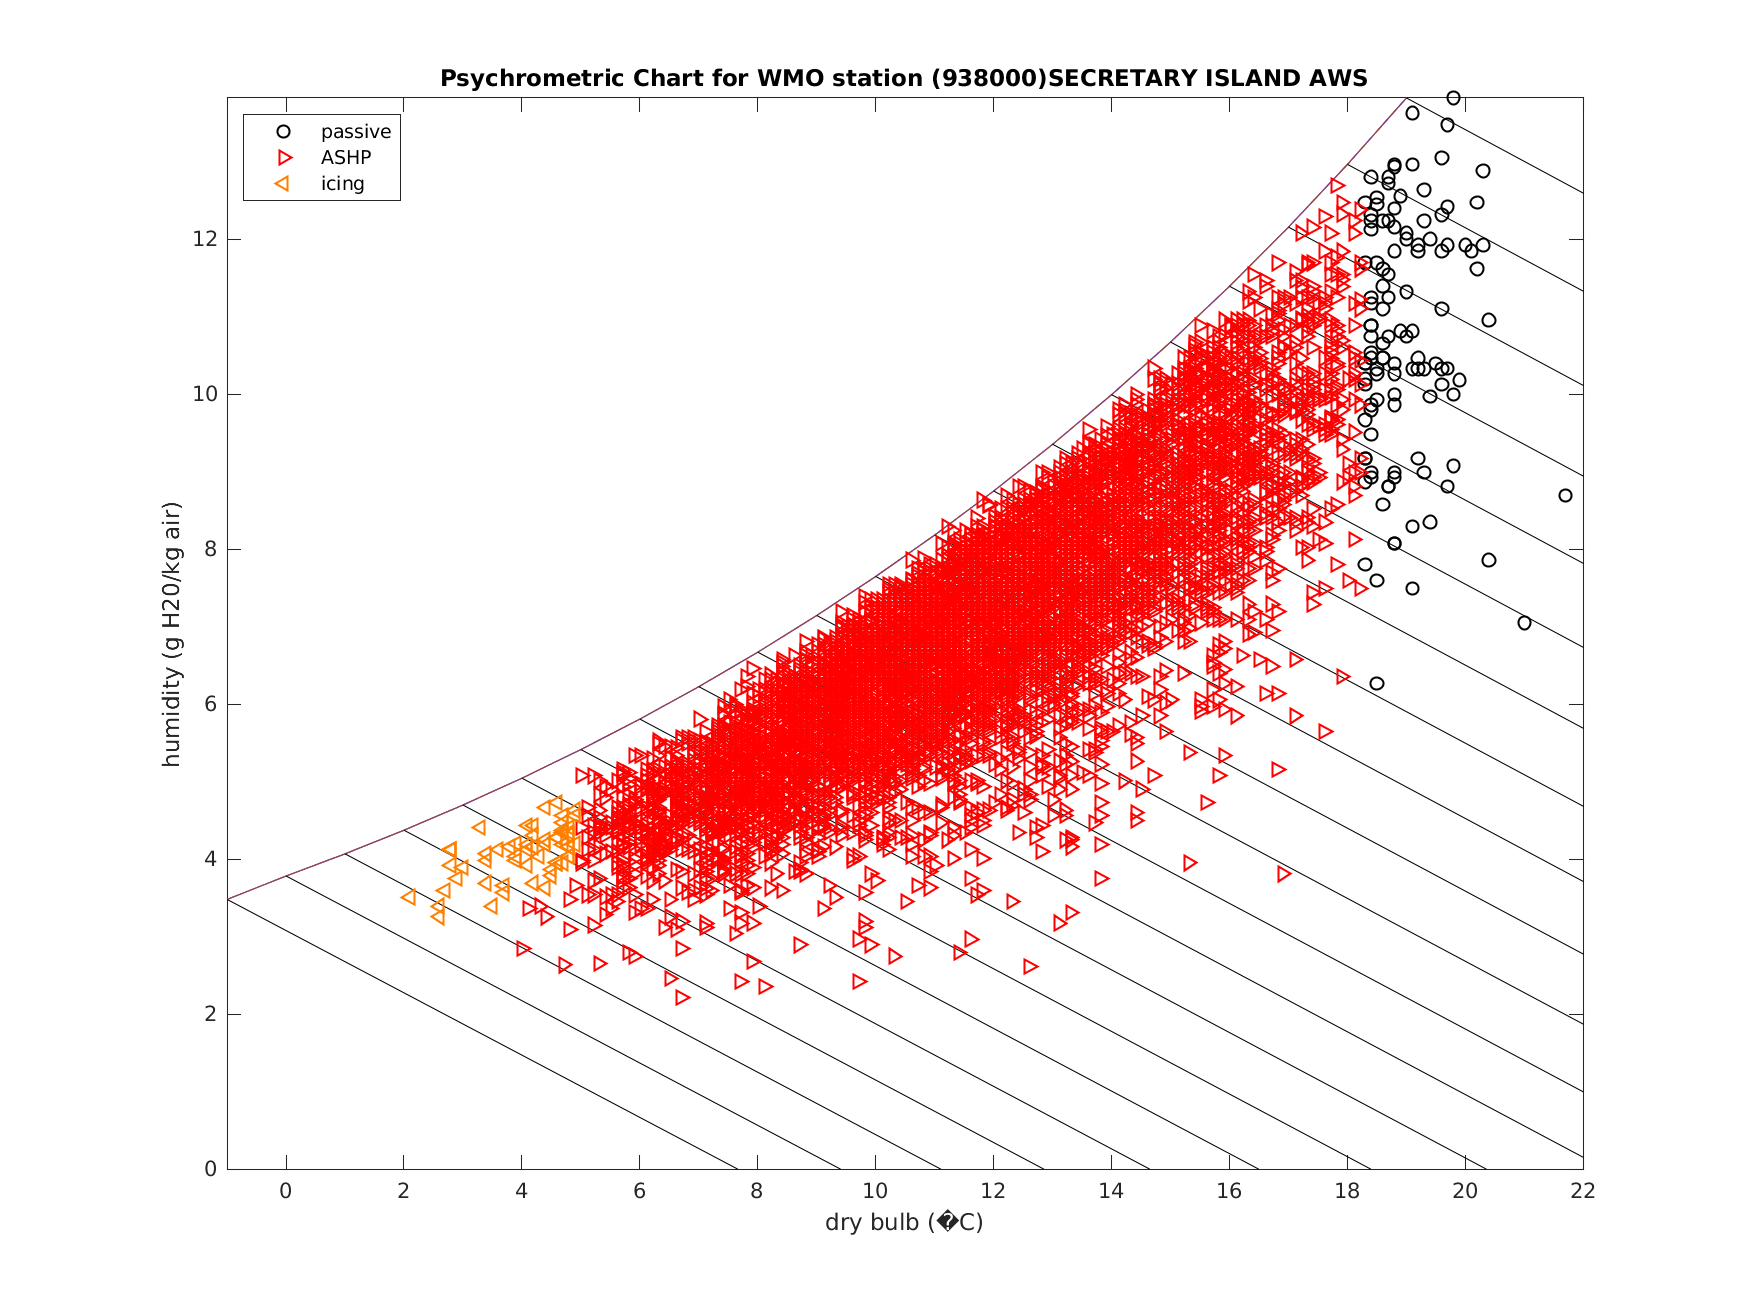 Psychrometric Chart for WMO station (938000)SECRETARY ISLAND AWS
passive
ASHP
icing
humidity (g H20/kg air)
12
10
8
6
4
2
0
0 2 4 6 8 10 12 14 16 18 20 22
dry bulb (�C)